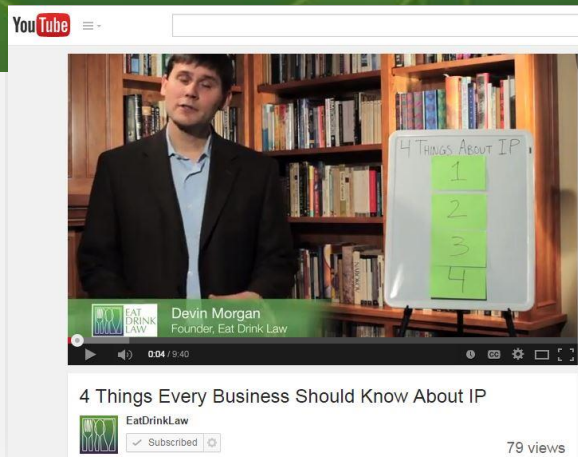 YouTube
4 THINGS ABOUT IP
1
2
3
4
EAT
DRINK
LAW
Devin Morgan
Founder, Eat Drink Law
0:04 / 9:40
CC
4 Things Every Business Should Know About IP
EatDrinkLaw
Subscribed
79 views